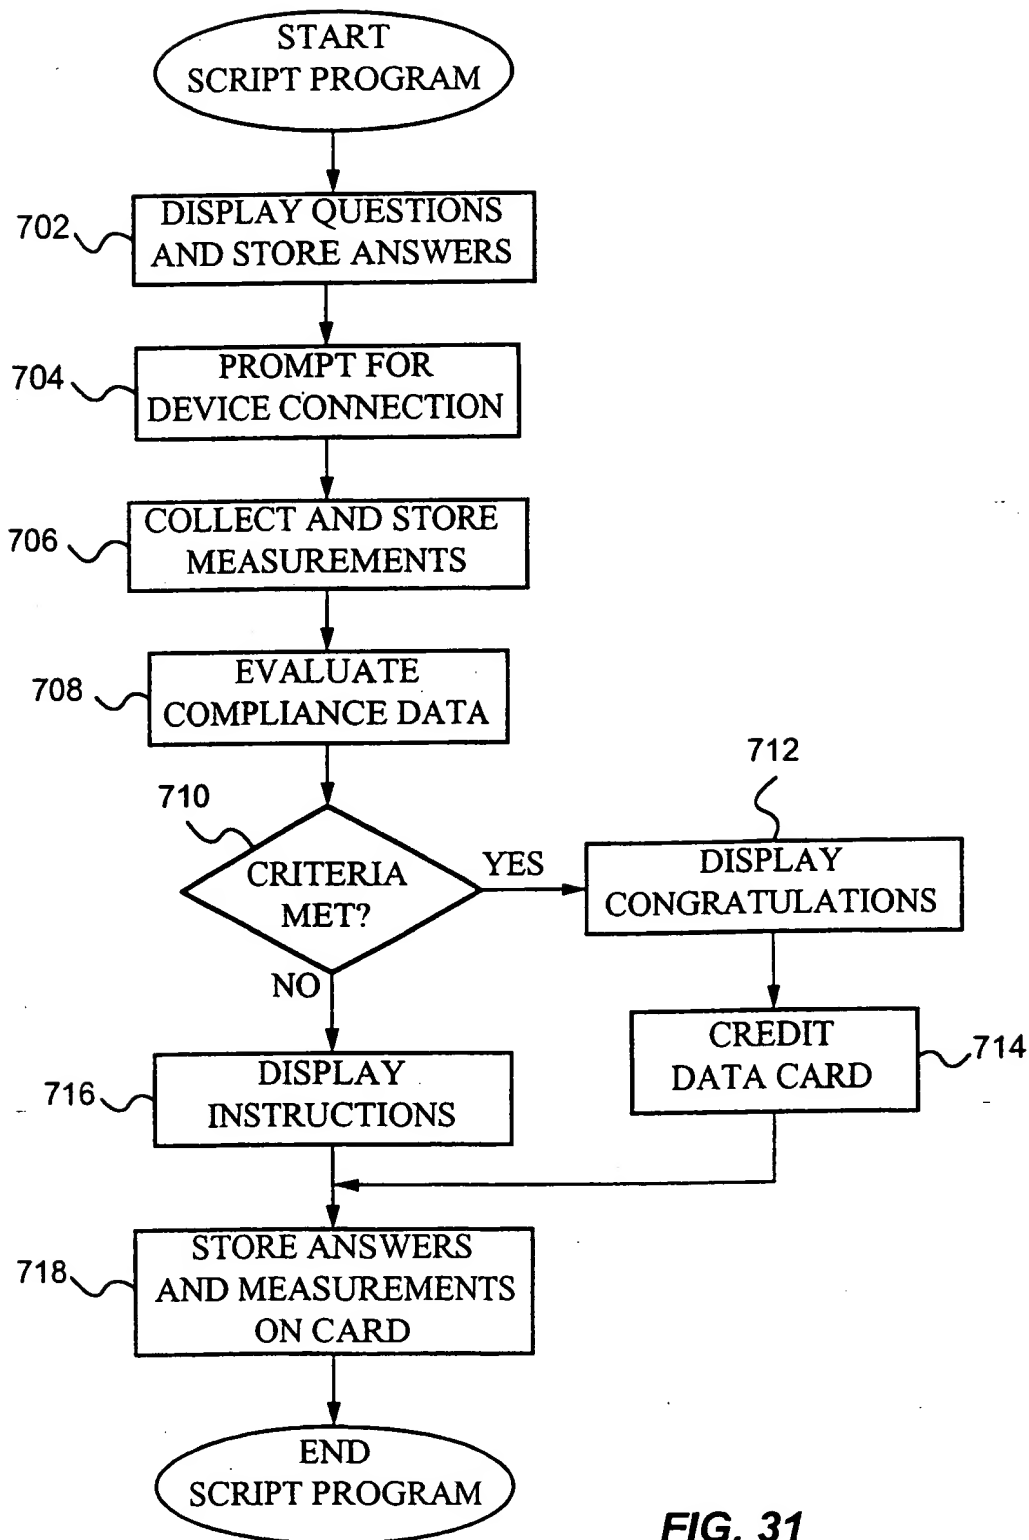 START
SCRIPT PROGRAM
702
DISPLAY QUESTIONS
AND STORE ANSWERS
704
PROMPT FOR
DEVICE CONNECTION
706
COLLECT AND STORE
MEASUREMENTS
708
EVALUATE
COMPLIANCE DATA
710
CRITERIA
MET?
YES
712
DISPLAY
CONGRATULATIONS
NO
CREDIT
DATA CARD
714
716
DISPLAY
INSTRUCTIONS
718
STORE ANSWERS
AND MEASUREMENTS
ON CARD
END
SCRIPT PROGRAM
FIG. 31